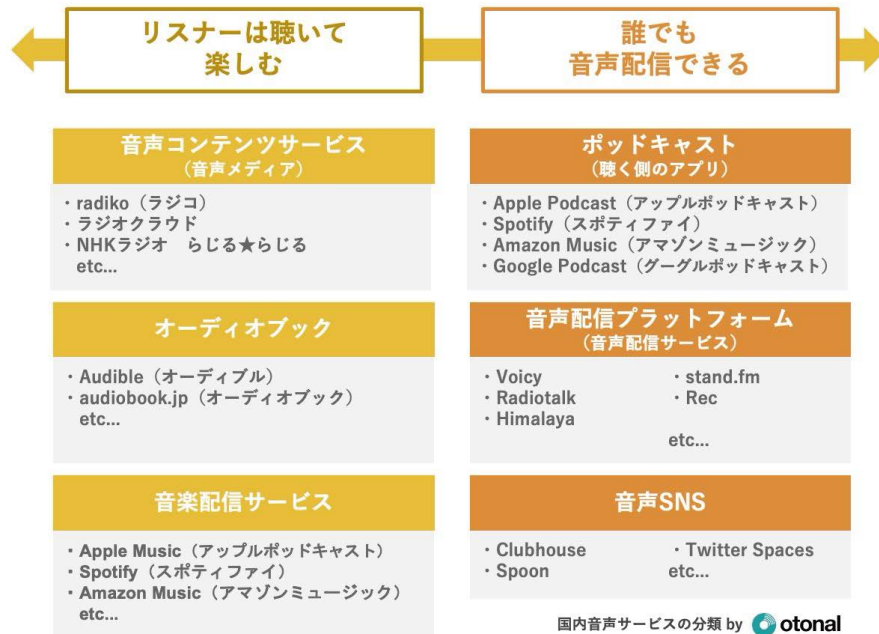 リスナーは聴いて
楽しむ
誰でも
音声配信できる
音声コンテンツサービス
（音声メディア）
・radiko（ラジコ）
・ラジオクラウド
・NHKラジオ　らじる★らじる
etc...
ポッドキャスト
（聴く側のアプリ）
・Apple Podcast（アップルポッドキャスト）
・Spotify（スポティファイ）
・Amazon Music（アマゾンミュージック）
・Google Podcast（グーグルポッドキャスト）
オーディオブック
・Audible（オーディブル）
・audiobook.jp（オーディオブック）
etc...
音声配信プラットフォーム
（音声配信サービス）
・Voicy
・Radiotalk
・Himalaya
・stand.fm
・Rec
etc...
音楽配信サービス
・Apple Music（アップルポッドキャスト）
・Spotify（スポティファイ）
・Amazon Music（アマゾンミュージック）
etc...
音声SNS
・Clubhouse
・Spoon
・Twitter Spaces
etc...
国内音声サービスの分類 by otonal